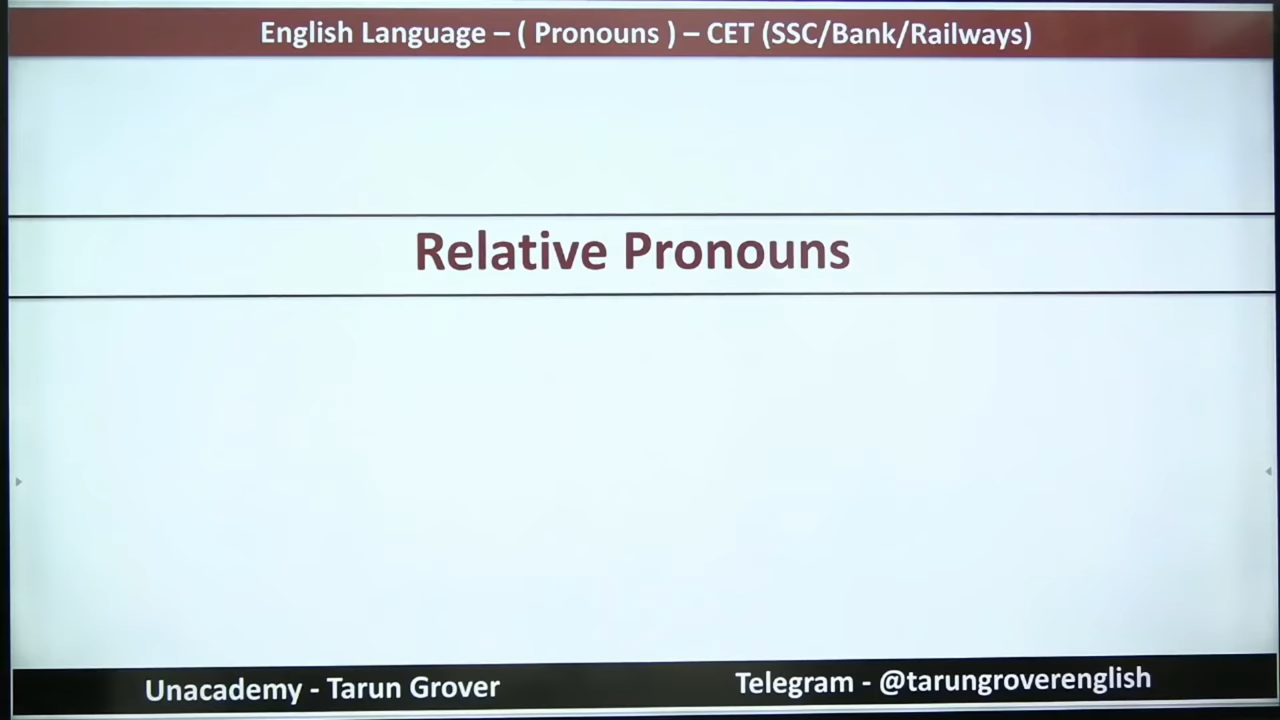 English Language – ( Pronouns ) – CET (SSC/Bank/Railways)
Relative Pronouns
Unacademy - Tarun Grover
Telegram - @tarungroverenglish